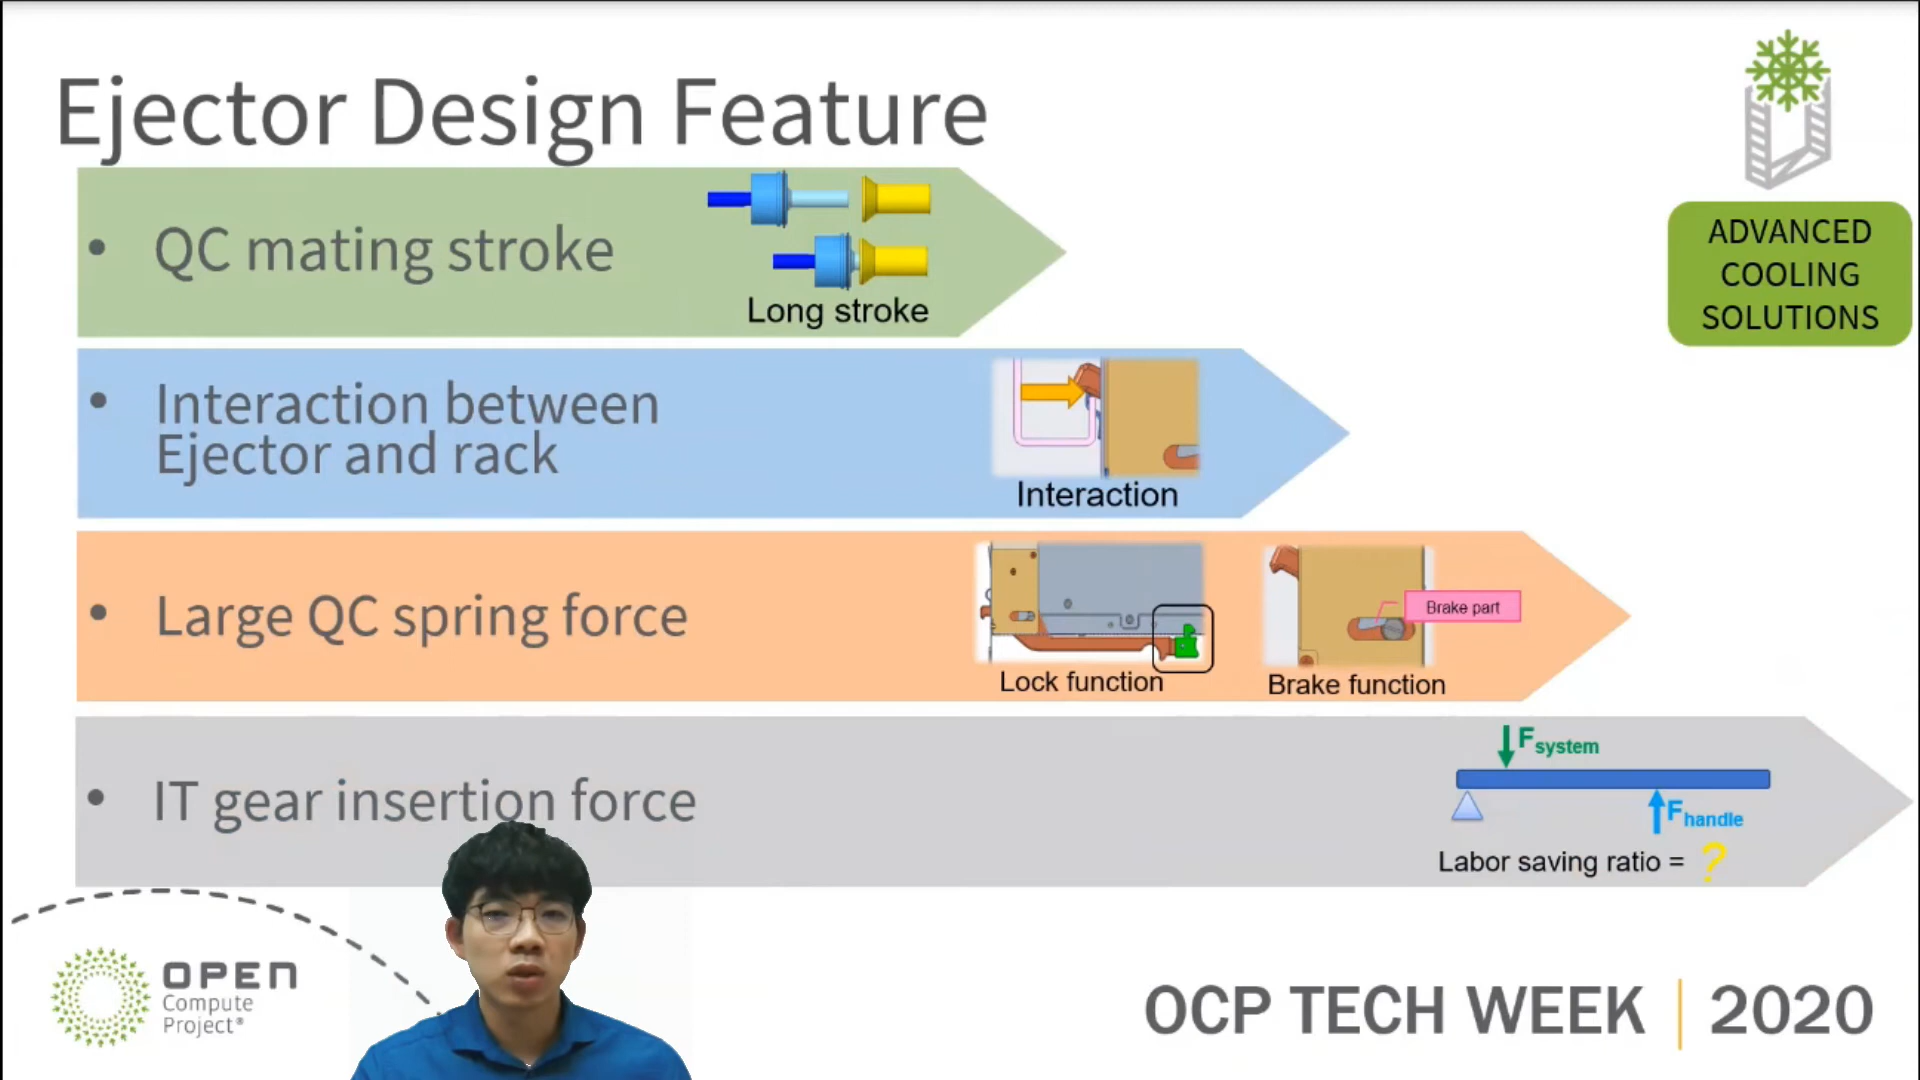 Ejector Design Feature
ADVANCED
COOLING
SOLUTIONS
• QC mating stroke
Long stroke
• Interaction between
Ejector and rack
Interaction
• Large QC spring force
Lock function
Brake part
Brake function
• IT gear insertion force
Fsystem
Fhandle
Labor saving ratio = ?
OPEN
Compute
Project®
OCP TECH WEEK | 2020